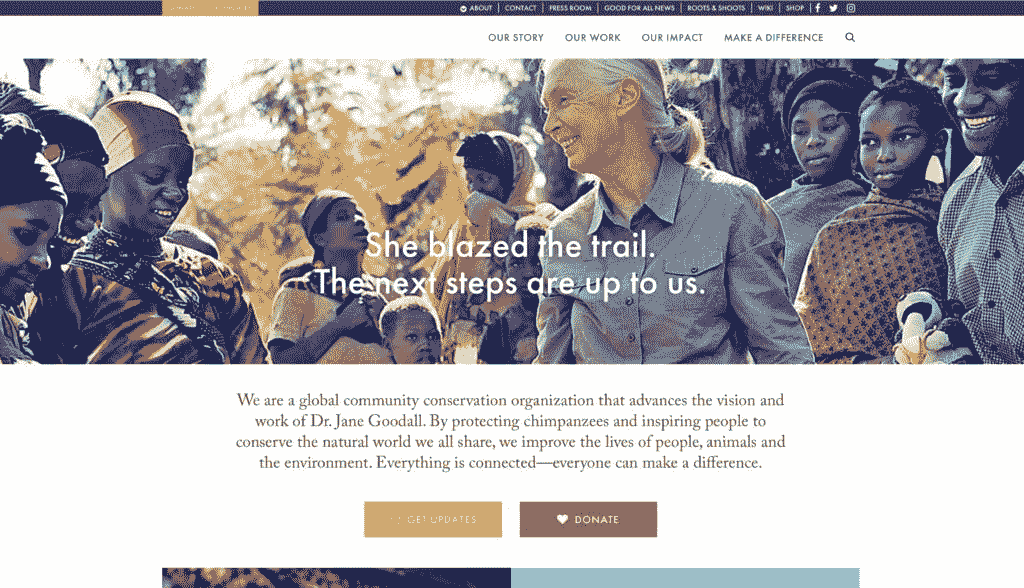 ABOUT
CONTACT
PRESS ROOM
GOOD FOR ALL NEWS
ROOTS & SHOOTS
WIKI
SHOP
OUR STORY
OUR WORK
OUR IMPACT
MAKE A DIFFERENCE
She blazed the trail.
The next steps are up to us.
We are a global community conservation organization that advances the vision and
work of Dr. Jane Goodall. By protecting chimpanzees and inspiring people to
conserve the natural world we all share, we improve the lives of people, animals and
the environment. Everything is connected—everyone can make a difference.
GET UPDATES
DONATE